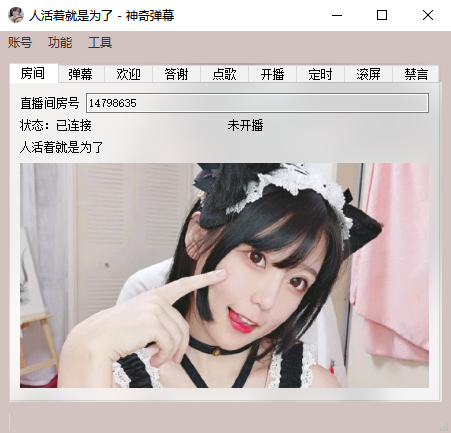 人活着就是为了 - 神奇弹幕
账号 功能 工具
房间 弹幕 欢迎 答谢 点歌 开播 定时 滚屏 禁言
直播间房号 14798635
状态：已连接 未开播
人活着就是为了